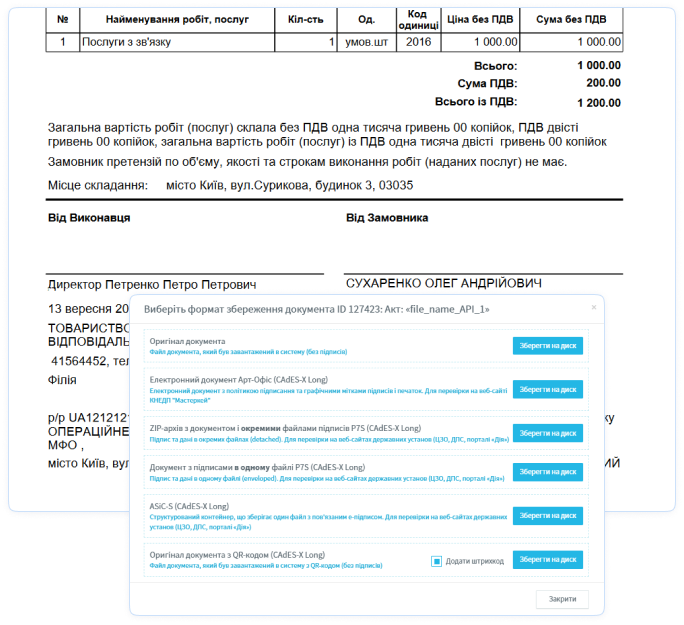 № Найменування робіт, послуг Кіл-сть Од. Код одиниці Ціна без ПДВ Сума без ПДВ
1 Послуги з зв'язку 1 умов.шт 2016 1 000.00 1 000.00
Всього: 1 000.00
Сума ПДВ: 200.00
Всього із ПДВ: 1 200.00
Загальна вартість робіт (послуг) склала без ПДВ одна тисяча гривень 00 копійок, ПДВ двісті
гривень 00 копійок, загальна вартість робіт (послуг) із ПДВ одна тисяча двісті гривень 00 копійок
Замовник претензій по об'єму, якості та строкам виконання робіт (наданих послуг) не має.
Місце складання: місто Київ, вул.Сурикова, будинок 3, 03035
Від Виконавця Від Замовника
Директор Петренко Петро Петрович СУХАРЕНКО ОЛЕГ АНДРІЙОВИЧ
13 вересня 20
ТОВАРИСТВО
ВІДПОВІДАЛЬ
41564452, тел
Філія
р/р UA121212
ОПЕРАЦІЙНЕ
МФО ,
місто Київ, вул
Виберіть формат збереження документа ID 127423: Акт: «file_name_API_1» ×
Оригінал документа
Файл документа, який був завантажений в систему (без підписів)
Зберегти на диск
Електронний документ Арт-Офіс (CAdES-X Long)
Електронний документ з політикою підписання та графічними мітками підписів і печаток. Для перевірки на веб-сайті
КНЕДП "Мастеркей"
Зберегти на диск
ZIP-архів з документом і окремими файлами підписів P7S (CAdES-X Long)
Підпис та дані в окремих файлах (detached). Для перевірки на веб-сайтах державних установ (ЦЗО, ДПС, порталі «Дія»)
Зберегти на диск
Документ з підписами в одному файлі P7S (CAdES-X Long)
Підпис та дані в одному файлі (enveloped). Для перевірки на веб-сайтах державних установ (ЦЗО, ДПС, порталі «Дія»)
Зберегти на диск
ASiC-S (CAdES-X Long)
Структурований контейнер, що зберігає один файл з пов'язаним е-підписом. Для перевірки на веб-сайтах державних
установ (ЦЗО, ДПС, порталі «Дія»)
Зберегти на диск
Оригінал документа з QR-кодом (CAdES-X Long)
Файл документа, який був завантажений в систему з QR-кодом (без підписів)
Додати штрихкод
Зберегти на диск
Закрити